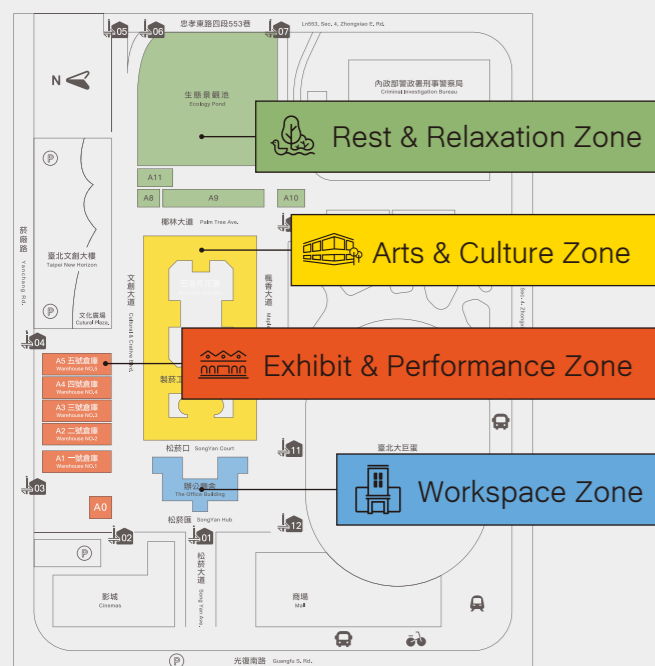 05
06
忠孝東路四段553巷
Ln553, Sec. 4, Zhongxiao E. Rd.
07
N
生態景觀池
Ecology Pond
內政部警政署刑事警察局
Criminal Investigation Bureau
Rest & Relaxation Zone
P
A11
A8
A9
A10
椰林大道 Palm Tree Ave.
菸廠路
Yanchang Rd.
臺北文創大樓
Taipei New Horizon
文創大道
Cultural & Crative Blvd.
楓香大道
Arts & Culture Zone
Sec. 4, Zhong
P
文化廣場
Cutural Plaza.
04
A5 五號倉庫
Warehouse NO.5
Exhibit & Performance Zone
A4 四號倉庫
Warehouse NO.4
製菸
A3 三號倉庫
Warehouse NO.3
A2 二號倉庫
Warehouse NO.2
A1 一號倉庫
Warehouse NO.1
松菸口 SongYan Court
11
臺北大巨蛋
03
辦公廳舍
The Office Building
Workspace Zone
A0
松菸匯 SongYan Hub
02
01
12
P
松菸大道
Song Yan Ave.
影城
Cinemas
商場
Mall
P
光復南路 Guangfu S. Rd.